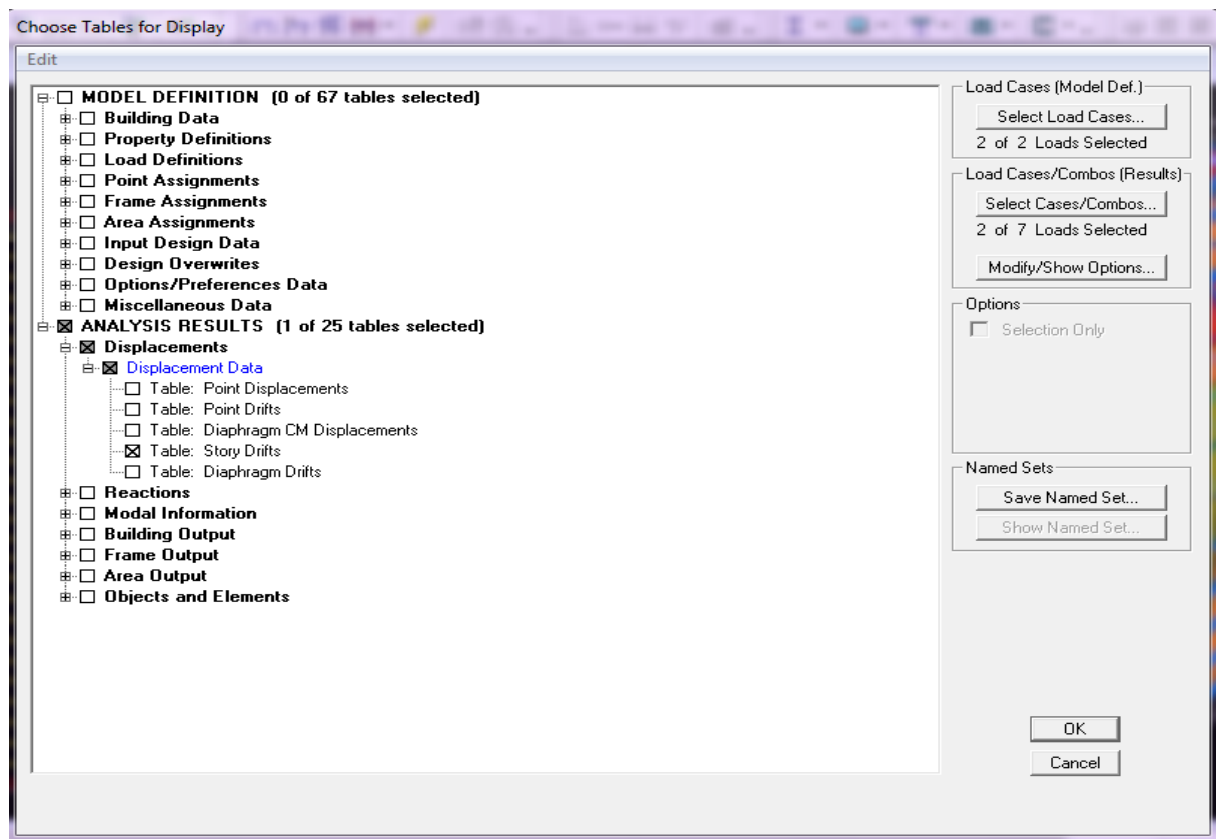 Choose Tables for Display
Edit
MODEL DEFINITION (0 of 67 tables selected)
Building Data
Property Definitions
Load Definitions
Point Assignments
Frame Assignments
Area Assignments
Input Design Data
Design Overwrites
Options/Preferences Data
Miscellaneous Data
ANALYSIS RESULTS (1 of 25 tables selected)
Displacements
Displacement Data
Table: Point Displacements
Table: Point Drifts
Table: Diaphragm CM Displacements
Table: Story Drifts
Table: Diaphragm Drifts
Reactions
Modal Information
Building Output
Frame Output
Area Output
Objects and Elements
Load Cases (Model Def.)
Select Load Cases...
2 of 2 Loads Selected
Load Cases/Combos (Results)
Select Cases/Combos...
2 of 7 Loads Selected
Modify/Show Options...
Options
Selection Only
Named Sets
Save Named Set...
Show Named Set...
OK
Cancel